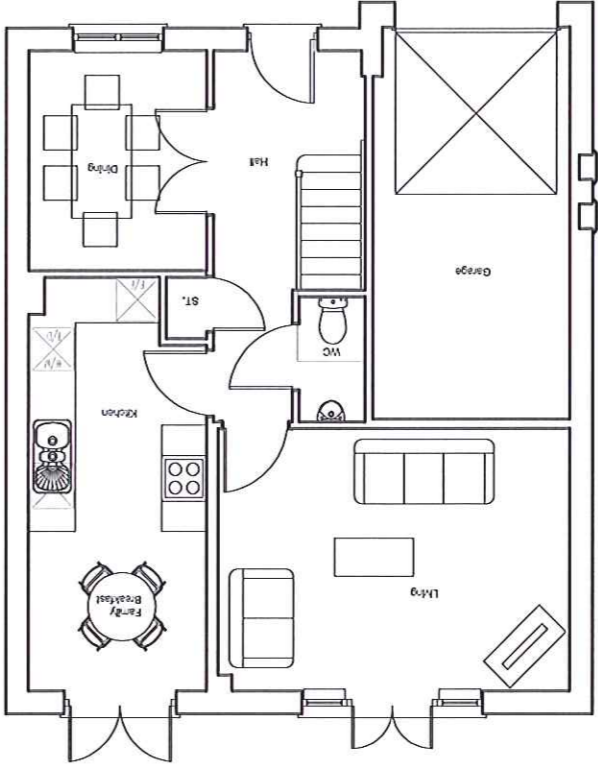 Living
Family
Breakfast
Kitchen
WC
ST.
Garage
Hall
Dining